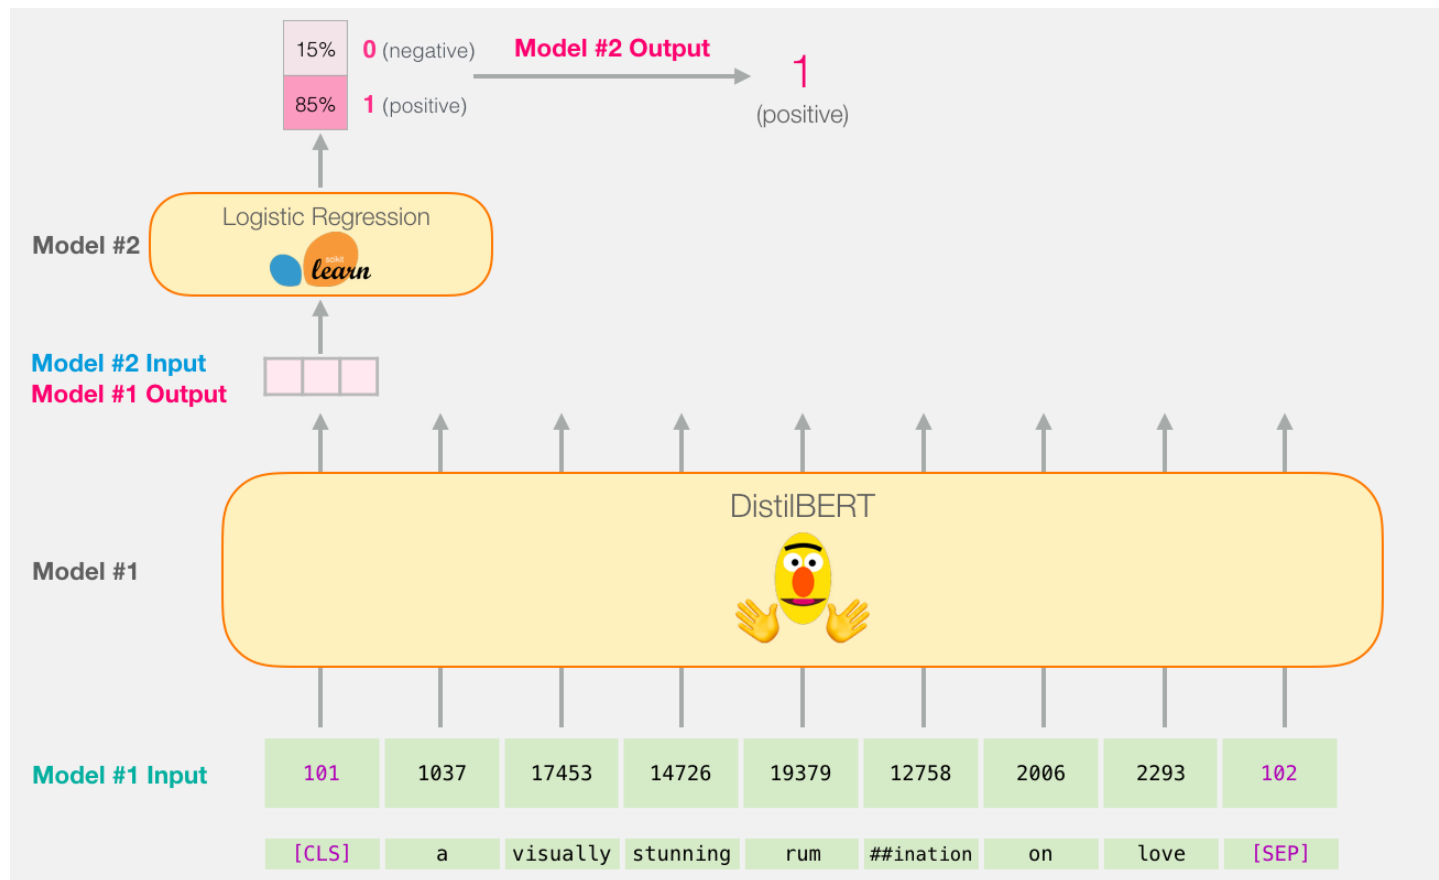 15% 0 (negative) Model #2 Output 1
85% 1 (positive) (positive)
Logistic Regression
Model #2
scikit
learn
Model #2 Input
Model #1 Output
DistilBERT
Model #1
Model #1 Input 101 1037 17453 14726 19379 12758 2006 2293 102
[CLS] a visually stunning rum ##ination on love [SEP]